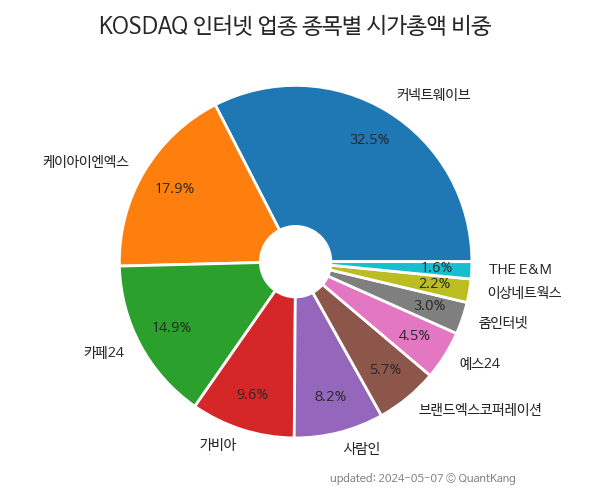 KOSDAQ 인터넷 업종 종목별 시가총액 비중
커넥트웨이브
32.5%
케이아이엔엑스
17.9%
카페24
14.9%
가비아
9.6%
사람인
8.2%
브랜드엑스코퍼레이션
5.7%
예스24
4.5%
줌인터넷
3.0%
이상네트웍스
2.2%
THE E&M
1.6%
updated: 2024-05-07 © QuantKang